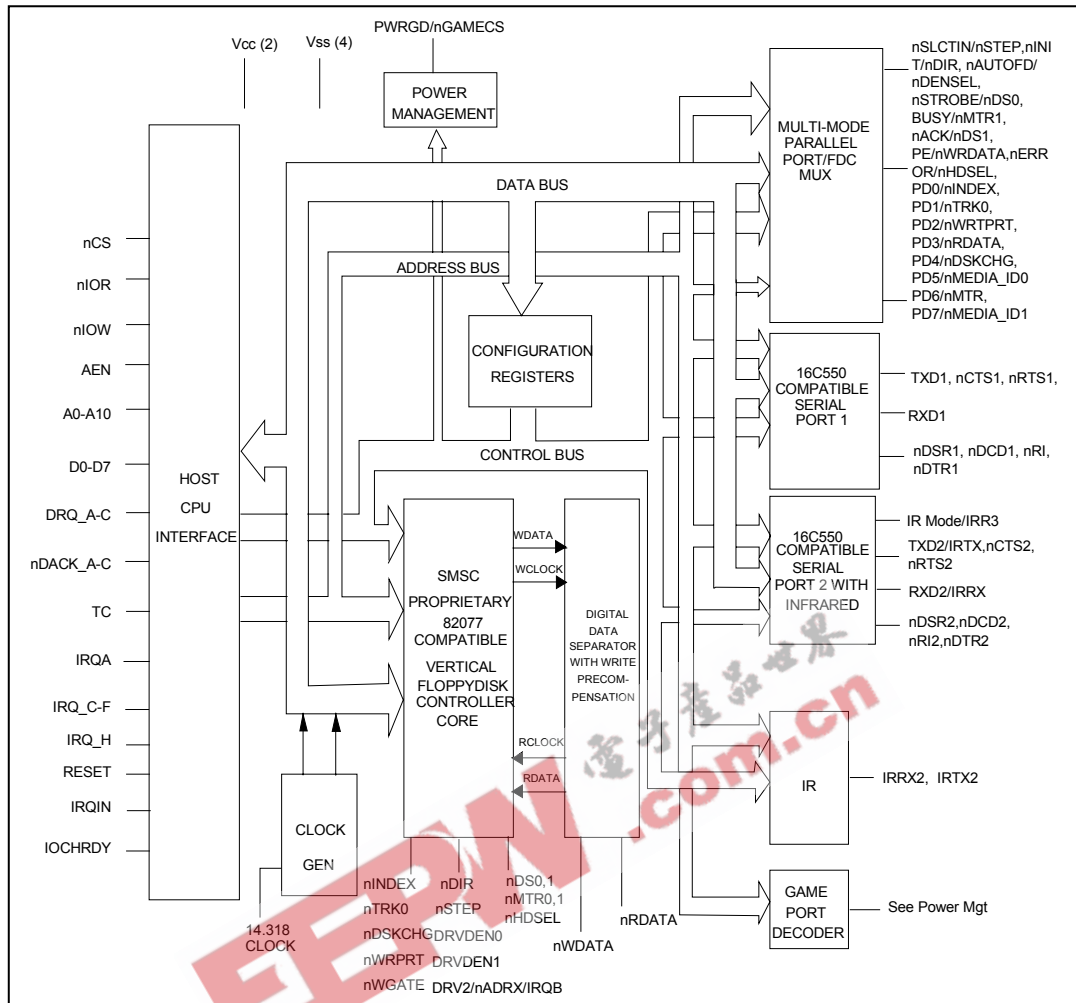 PWRGD/nGAMECS
Vcc (2)
Vss (4)
POWER
MANAGEMENT
nSLCTIN/nSTEP,nINI
T/nDIR, nAUTOFD/
nDENSEL,
nSTROBE/nDS0,
BUSY/nMTR1,
nACK/nDS1,
PE/nWRDATA,nERR
OR/nHDSEL,
PD0/nINDEX,
PD1/nTRK0,
PD2/nWRTPRT,
PD3/nRDATA,
PD4/nDSKCHG,
PD5/nMEDIA_ID0
PD6/nMTR,
PD7/nMEDIA_ID1
MULTI-MODE
PARALLEL
PORT/FDC
MUX
DATA BUS
ADDRESS BUS
CONFIGURATION
REGISTERS
CONTROL BUS
nCS
nIOR
nIOW
AEN
A0-A10
D0-D7
DRQ_A-C
nDACK_A-C
TC
IRQA
IRQ_C-F
IRQ_H
RESET
IRQIN
IOCHRDY
HOST
CPU
INTERFACE
16C550
COMPATIBLE
SERIAL
PORT 1
TXD1, nCTS1, nRTS1,
RXD1
nDSR1, nDCD1, nRI,
nDTR1
16C550
COMPATIBLE
SERIAL
PORT 2 WITH
INFRARED
IR Mode/IRR3
TXD2/IRTX,nCTS2,
nRTS2
RXD2/IRRX
nDSR2,nDCD2,
nRI2,nDTR2
SMSC
PROPRIETARY
82077
COMPATIBLE
VERTICAL
FLOPPYDISK
CONTROLLER
CORE
WDATA
WCLOCK
RCLOCK
RDATA
DIGITAL
DATA
SEPARATOR
WITH WRITE
PRECOM-
PENSATION
IR
IRRX2, IRTX2
GAME
PORT
DECODER
See Power Mgt
CLOCK
GEN
14.318
CLOCK
nINDEX
nTRK0
nDSKCHG
nWRPRT
nWGATE
nDIR
nSTEP
DRVDEN0
DRVDEN1
DRV2/nADRX/IRQB
nDS0,1
nMTR0,1
nHDSEL
nWDATA
nRDATA
電子產品世界
EEPW.com.cn